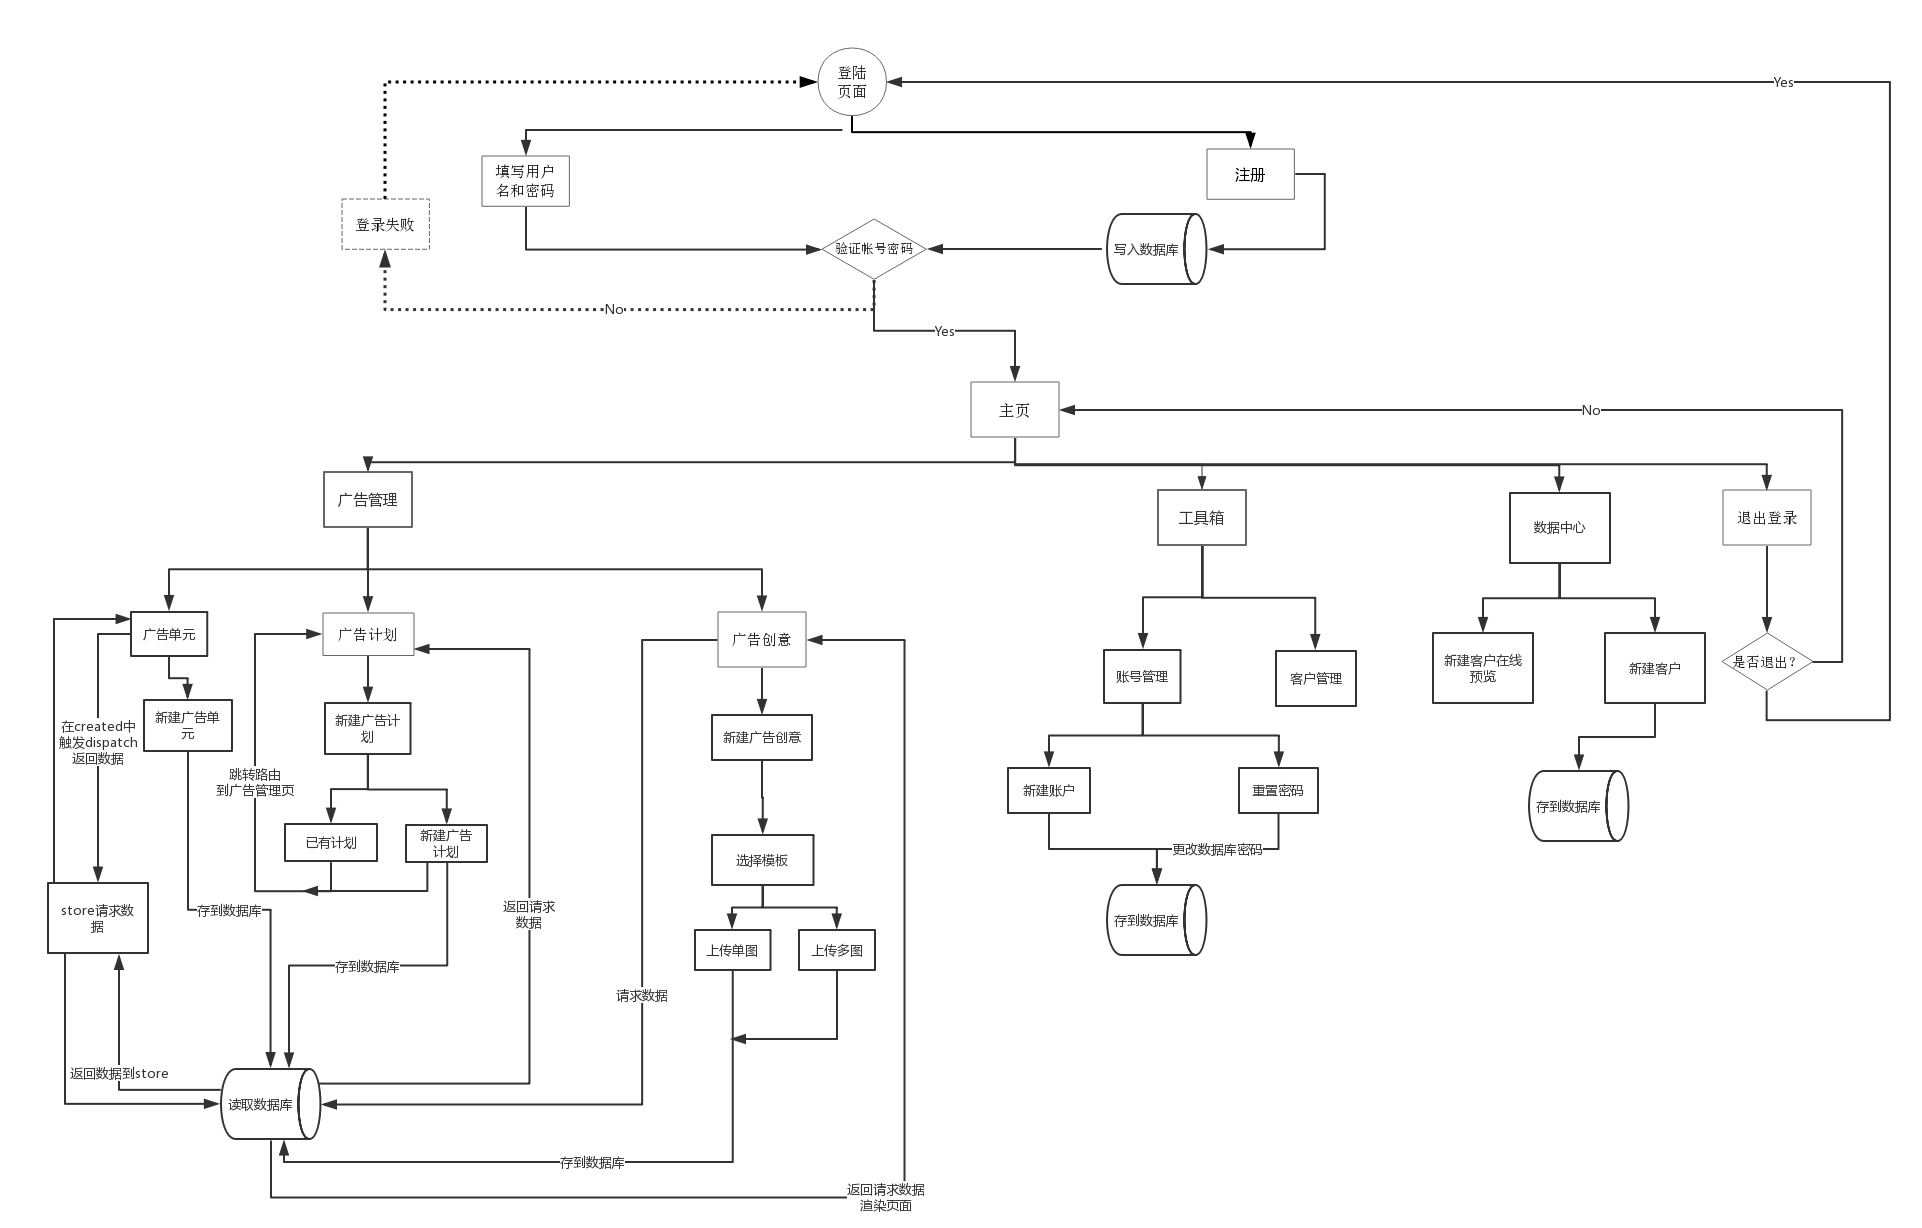 登陆
页面
Yes
填写用户
名和密码
注册
登录失败
验证帐号密码
写入数据库
No
Yes
主页
No
广告管理
工具箱
数据中心
退出登录
广告单元
广告计划
广告创意
账号管理
客户管理
新建客户在线
预览
新建客户
是否退出?
新建广告单
元
新建广告计
划
新建广告创意
在created中
触发dispatch
返回数据
跳转路由
到广告管理页
新建账户
重置密码
存到数据库
已有计划
新建广告
计划
选择模板
更改数据库密码
store请求数
据
存到数据库
返回请求
数据
存到数据库
上传单图
上传多图
存到数据库
请求数据
返回数据到store
读取数据库
存到数据库
返回请求数据
渲染页面